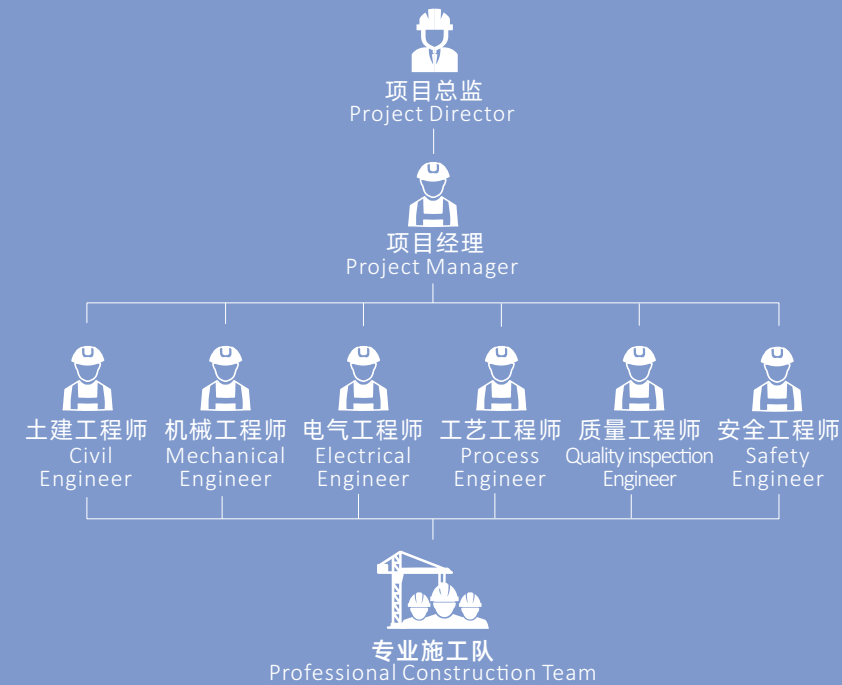 项目总监
Project Director
项目经理
Project Manager
土建工程师
Civil
Engineer
机械工程师
Mechanical
Engineer
电气工程师
Electrical
Engineer
工艺工程师
Process
Engineer
质量工程师
Quality inspection
Engineer
安全工程师
Safety
Engineer
专业施工队
Professional Construction Team